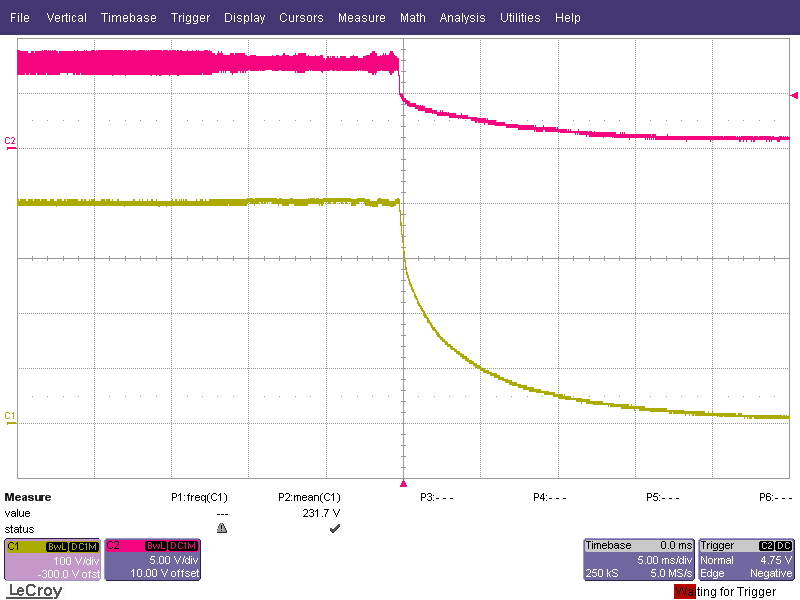 File Vertical Timebase Trigger Display Cursors Measure Math Analysis Utilities Help
C2
C1
Measure P1:freq(C1) P2:mean(C1) P3:- - - P4:- - - P5:- - - P6:- - -
value --- 231.7 V
status
C1 BwL DC1M
100 V/div
-300.0 V ofst
C2 BwL DC1M
5.00 V/div
10.00 V offset
Timebase 0.0 ms
5.00 ms/div
250 kS 5.0 MS/s
Trigger C2 DC
Normal 4.75 V
Edge Negative
LeCroy
Waiting for Trigger